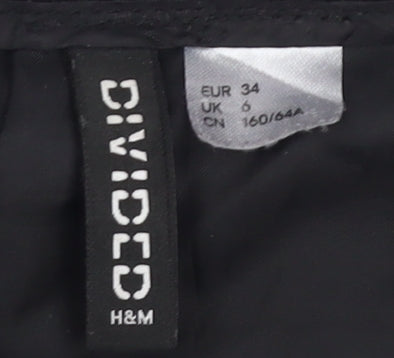 DIVIDED
H&M
EUR 34
UK 6
CN 160/64A